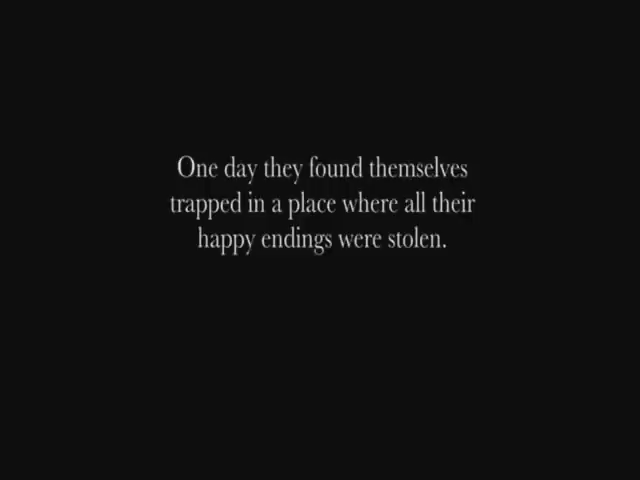 One day they found themselves
trapped in a place where all their
happy endings were stolen.